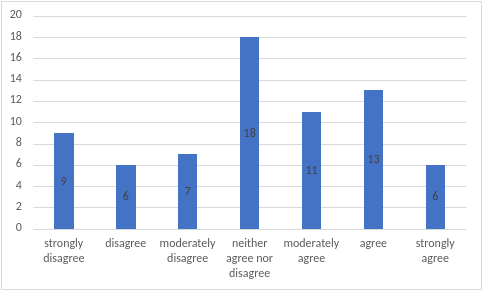 20
18
16
14
12
10
8
6
4
2
0
9
6
7
18
11
13
6
strongly
disagree
disagree
moderately
disagree
neither
agree nor
disagree
moderately
agree
agree
strongly
agree